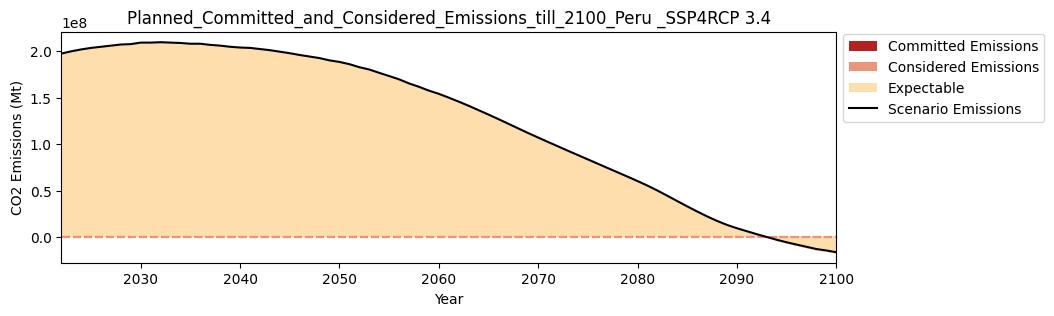 Planned_Committed_and_Considered_Emissions_till_2100_Peru _SSP4RCP 3.4
1e8
2.0
1.5
1.0
0.5
0.0
CO2 Emissions (Mt)
2030 2040 2050 2060 2070 2080 2090 2100
Year
Committed Emissions
Considered Emissions
Expectable
Scenario Emissions